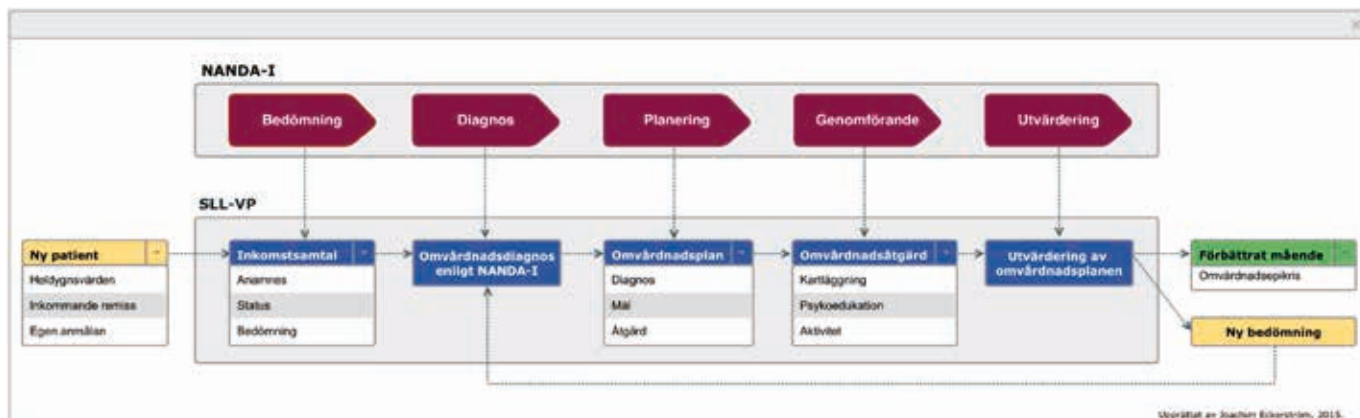 NANDA-I
Bedömning
Diagnos
Planering
Genomförande
Utvärdering
SLL-VP
Ny patient
Heldygnsvården
Inkommande remiss
Egen anmälan
Inkomstsamtal
Anamnes
Status
Bedömning
Omvårdnadsdiagnos
enligt NANDA-I
Omvårdnadsplan
Diagnos
Mål
Åtgärd
Omvårdnadsåtgärd
Kartläggning
Psykoedukation
Aktivitet
Utvärdering av
omvårdnadsplanen
Förbättrat mående
Omvårdnadsepikris
Ny bedömning
Upprättat av Joachim Eckerström, 2015.